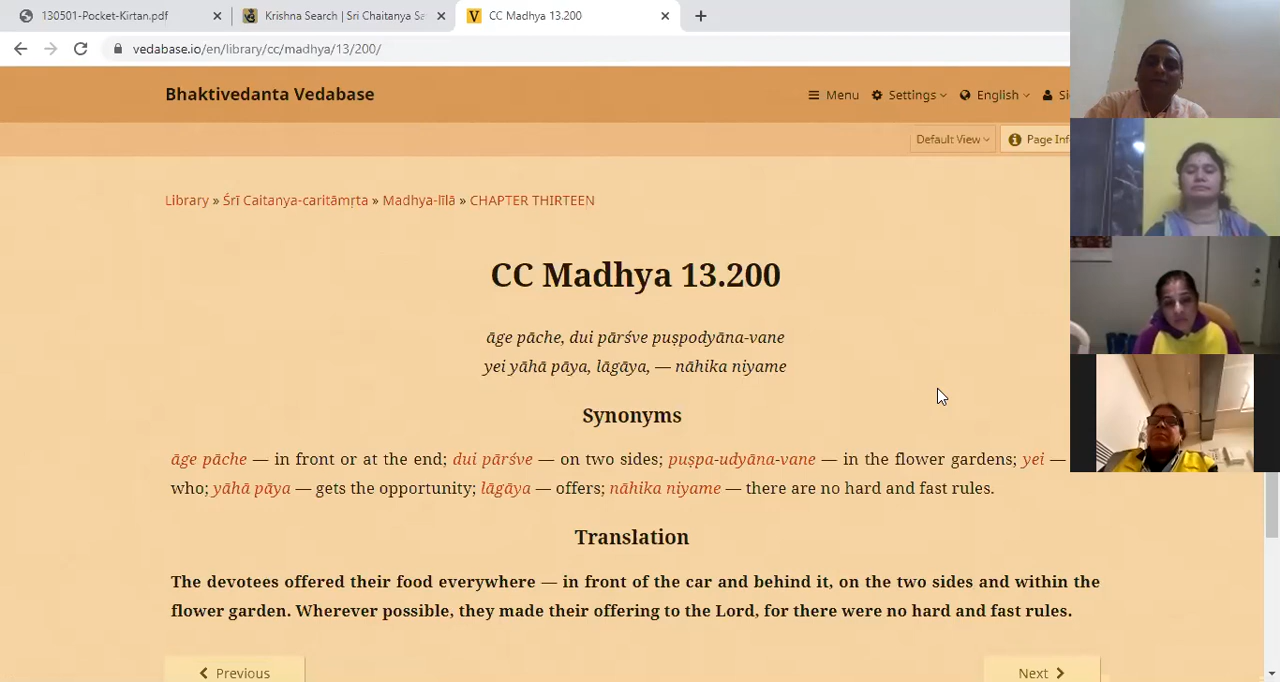 130501-Pocket-Kirtan.pdf
Krishna Search | Sri Chaitanya Sa
CC Madhya 13.200
vedabase.io/en/library/cc/madhya/13/200/
Bhaktivedanta Vedabase
Menu Settings English Si
Default View Page Inf
Library » Śrī Caitanya-caritāmṛta » Madhya-līlā » CHAPTER THIRTEEN
CC Madhya 13.200
āge pāche, dui pārśve puṣpodyāna-vane
yei yāhā pāya, lāgāya, — nāhika niyame
Synonyms
āge pāche — in front or at the end; dui pārśve — on two sides; puṣpa-udyāna-vane — in the flower gardens; yei —
who; yāhā pāya — gets the opportunity; lāgāya — offers; nāhika niyame — there are no hard and fast rules.
Translation
The devotees offered their food everywhere — in front of the car and behind it, on the two sides and within the
flower garden. Wherever possible, they made their offering to the Lord, for there were no hard and fast rules.
Previous
Next